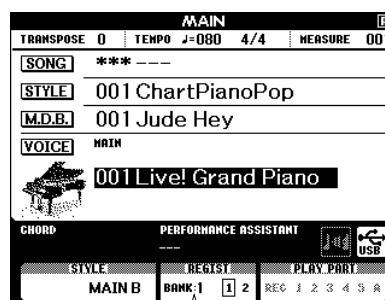 MAIN
TRANSPOSE 0 TEMPO ♩=080 4/4 MEASURE 00
SONG *** ---
STYLE 001 ChartPianoPop
M.D.B. 001 Jude Hey
VOICE MAIN
001 Live! Grand Piano
CHORD PERFORMANCE ASSISTANT
---
USB
STYLE REGIST PLAY PART
MAIN B BANK:1 1 2 REC 1 2 3 4 5 A